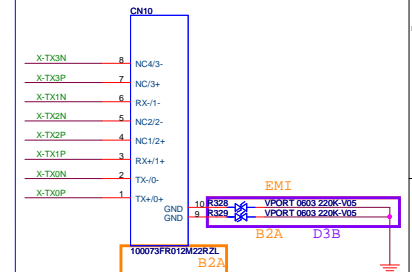 CN10
X-TX3N 8 NC4/3-
X-TX3P 7 NC/3+
X-TX1N 6 RX-/1-
X-TX2N 5 NC2/2-
X-TX2P 4 NC1/2+
X-TX1P 3 RX+/1+
X-TX0N 2 TX-/0-
X-TX0P 1 TX+/0+
EMI
GND 10 R328 VPORT 0603 220K-V05
GND 9 R329 VPORT 0603 220K-V05
B2A D3B
100073FR012M22RZL
B2A